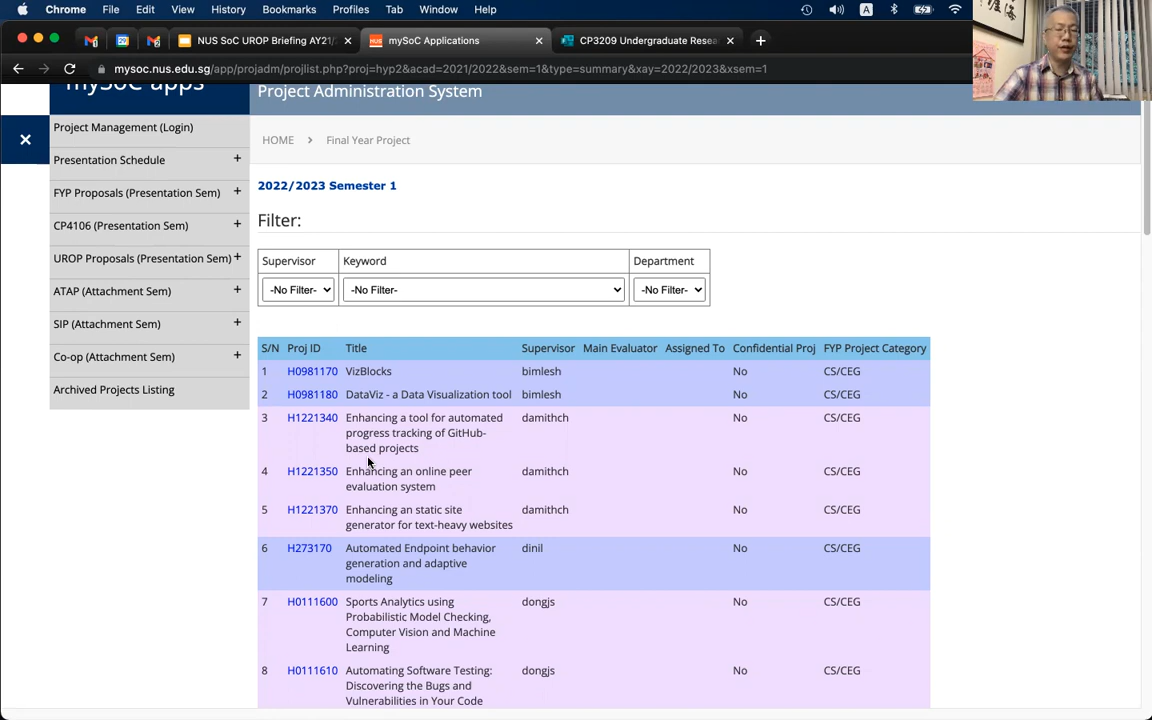 Chrome File Edit View History Bookmarks Profiles Tab Window Help
NUS SoC UROP Briefing AY21/
mySoC Applications
CP3209 Undergraduate Resea
mysoc.nus.edu.sg/app/projadm/projlist.php?proj=hyp2&acad=2021/2022&sem=1&type=summary&xay=2022/2023&xsem=1
mySoC apps
Project Administration System
Project Management (Login)
Presentation Schedule +
FYP Proposals (Presentation Sem) +
CP4106 (Presentation Sem) +
UROP Proposals (Presentation Sem) +
ATAP (Attachment Sem) +
SIP (Attachment Sem) +
Co-op (Attachment Sem) +
Archived Projects Listing
HOME > Final Year Project
2022/2023 Semester 1
Filter:
Supervisor Keyword Department
-No Filter- -No Filter- -No Filter-
S/N Proj ID Title Supervisor Main Evaluator Assigned To Confidential Proj FYP Project Category
1 H0981170 VizBlocks bimlesh No CS/CEG
2 H0981180 DataViz - a Data Visualization tool bimlesh No CS/CEG
3 H1221340 Enhancing a tool for automated damithch No CS/CEG
progress tracking of GitHub-
based projects
4 H1221350 Enhancing an online peer damithch No CS/CEG
evaluation system
5 H1221370 Enhancing an static site damithch No CS/CEG
generator for text-heavy websites
6 H273170 Automated Endpoint behavior dinil No CS/CEG
generation and adaptive
modeling
7 H0111600 Sports Analytics using dongjs No CS/CEG
Probabilistic Model Checking,
Computer Vision and Machine
Learning
8 H0111610 Automating Software Testing: dongjs No CS/CEG
Discovering the Bugs and
Vulnerabilities in Your Code